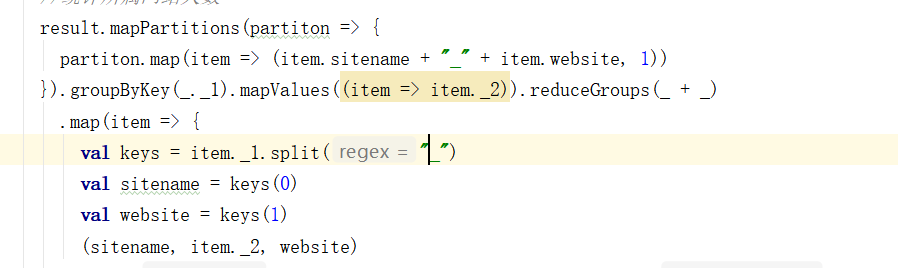 result.mapPartitions(partiton => {
partiton.map(item => (item.sitename + "_" + item.website, 1))
}).groupByKey(_._1).mapValues((item => item._2)).reduceGroups(_ + _)
.map(item => {
val keys = item._1.split( regex = "_")
val sitename = keys(0)
val website = keys(1)
(sitename, item._2, website)